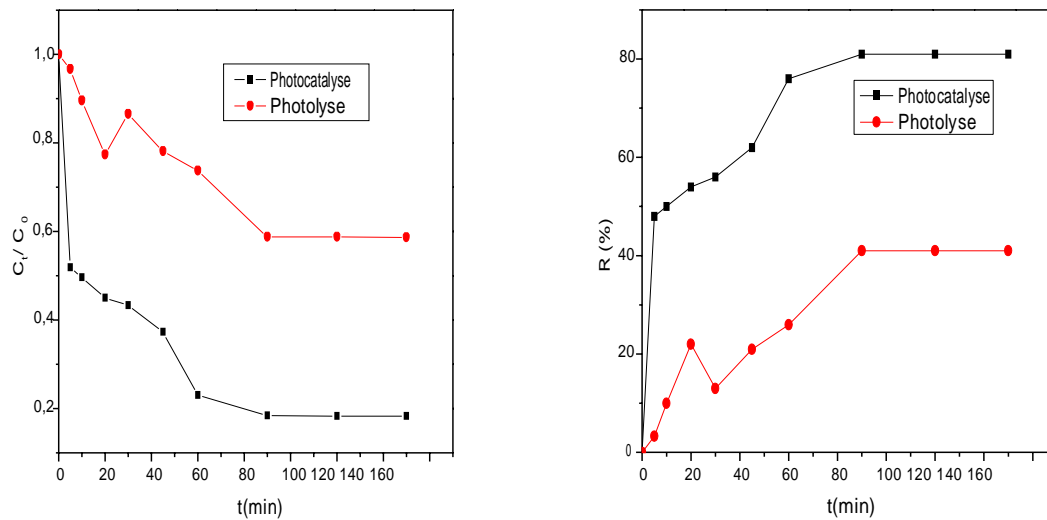 1,0
0,8
0,6
0,4
0,2
Cₜ/ C₀
Photocatalyse
Photolyse
0 20 40 60 80 100 120 140 160
t(min)
80
60
40
20
0
R (%)
Photocatalyse
Photolyse
0 20 40 60 80 100 120 140 160
t(min)